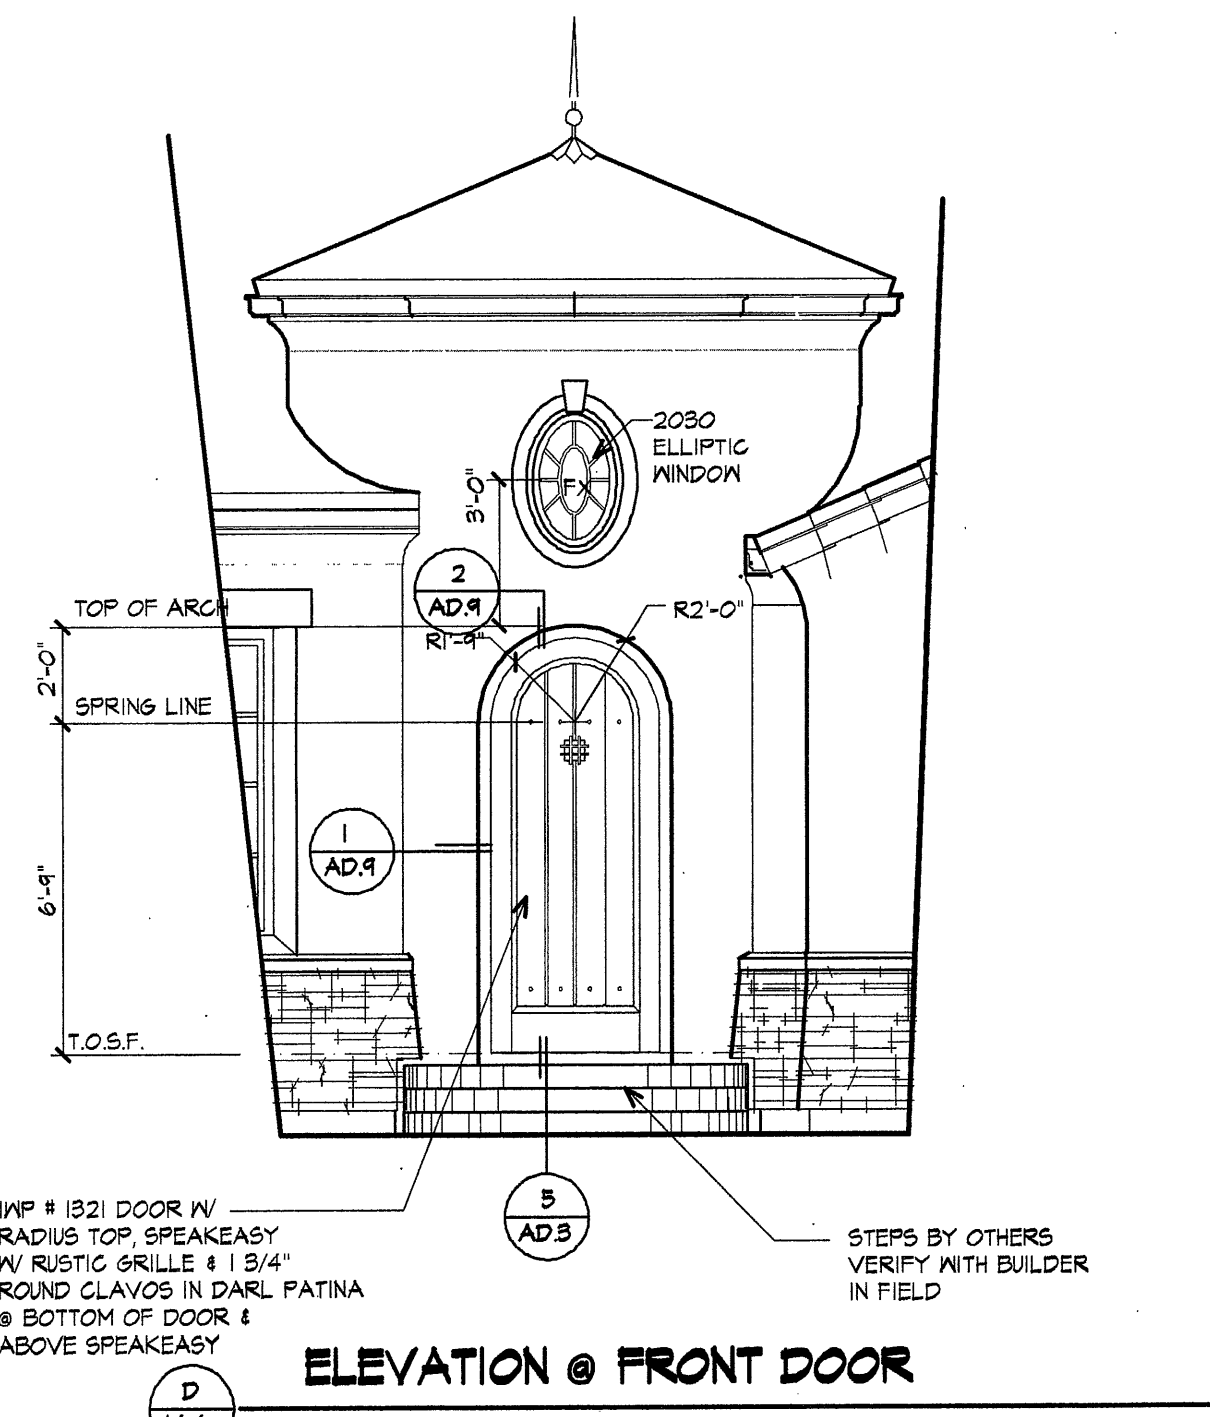 2030
ELLIPTIC
WINDOW
FX
3'-0"
2
AD.9
TOP OF ARCH
R1'-9"
R2'-0"
2'-0"
SPRING LINE
1
AD.9
6'-9"
T.O.S.F.
5
AD.3
IWP # 1321 DOOR W/
RADIUS TOP, SPEAKEASY
W/ RUSTIC GRILLE & 1 3/4"
ROUND CLAVOS IN DARL PATINA
@ BOTTOM OF DOOR &
ABOVE SPEAKEASY
STEPS BY OTHERS
VERIFY WITH BUILDER
IN FIELD
ELEVATION @ FRONT DOOR
D